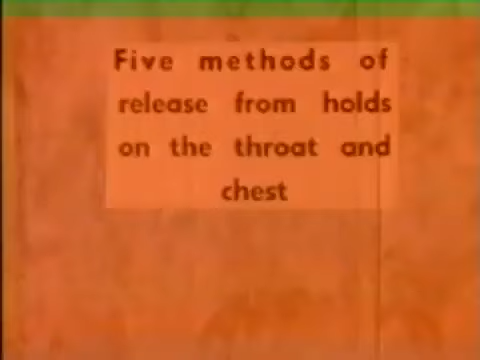 Five methods of
release from holds
on the throat and
chest